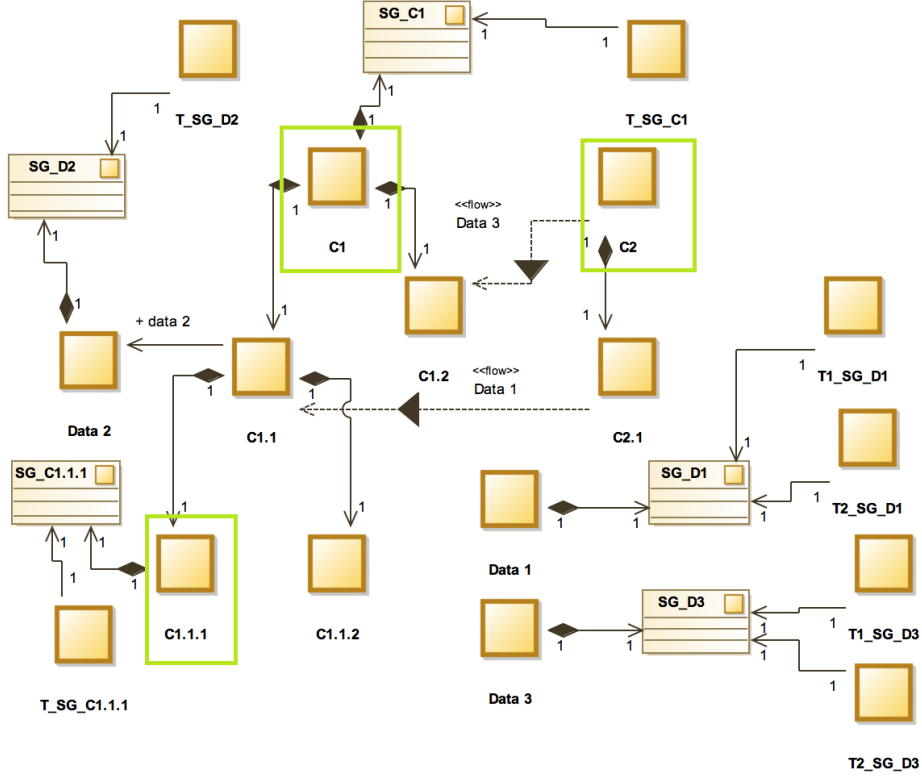 SG_C1
1
1
1
T_SG_D2
1
T_SG_C1
1
1
SG_D2
1
C1
1
1
<<flow>>
Data 3
C2
1
1
1
1
1
1
+ data 2
C1.2
<<flow>>
Data 1
T1_SG_D1
1
Data 2
C1.1
1
1
C2.1
SG_C1.1.1
SG_D1
1
1
T2_SG_D1
1
1
1
1
1
1
1
1
1
Data 1
SG_D3
C1.1.1
C1.1.2
1
1
1
1
T1_SG_D3
1
1
T_SG_C1.1.1
Data 3
T2_SG_D3